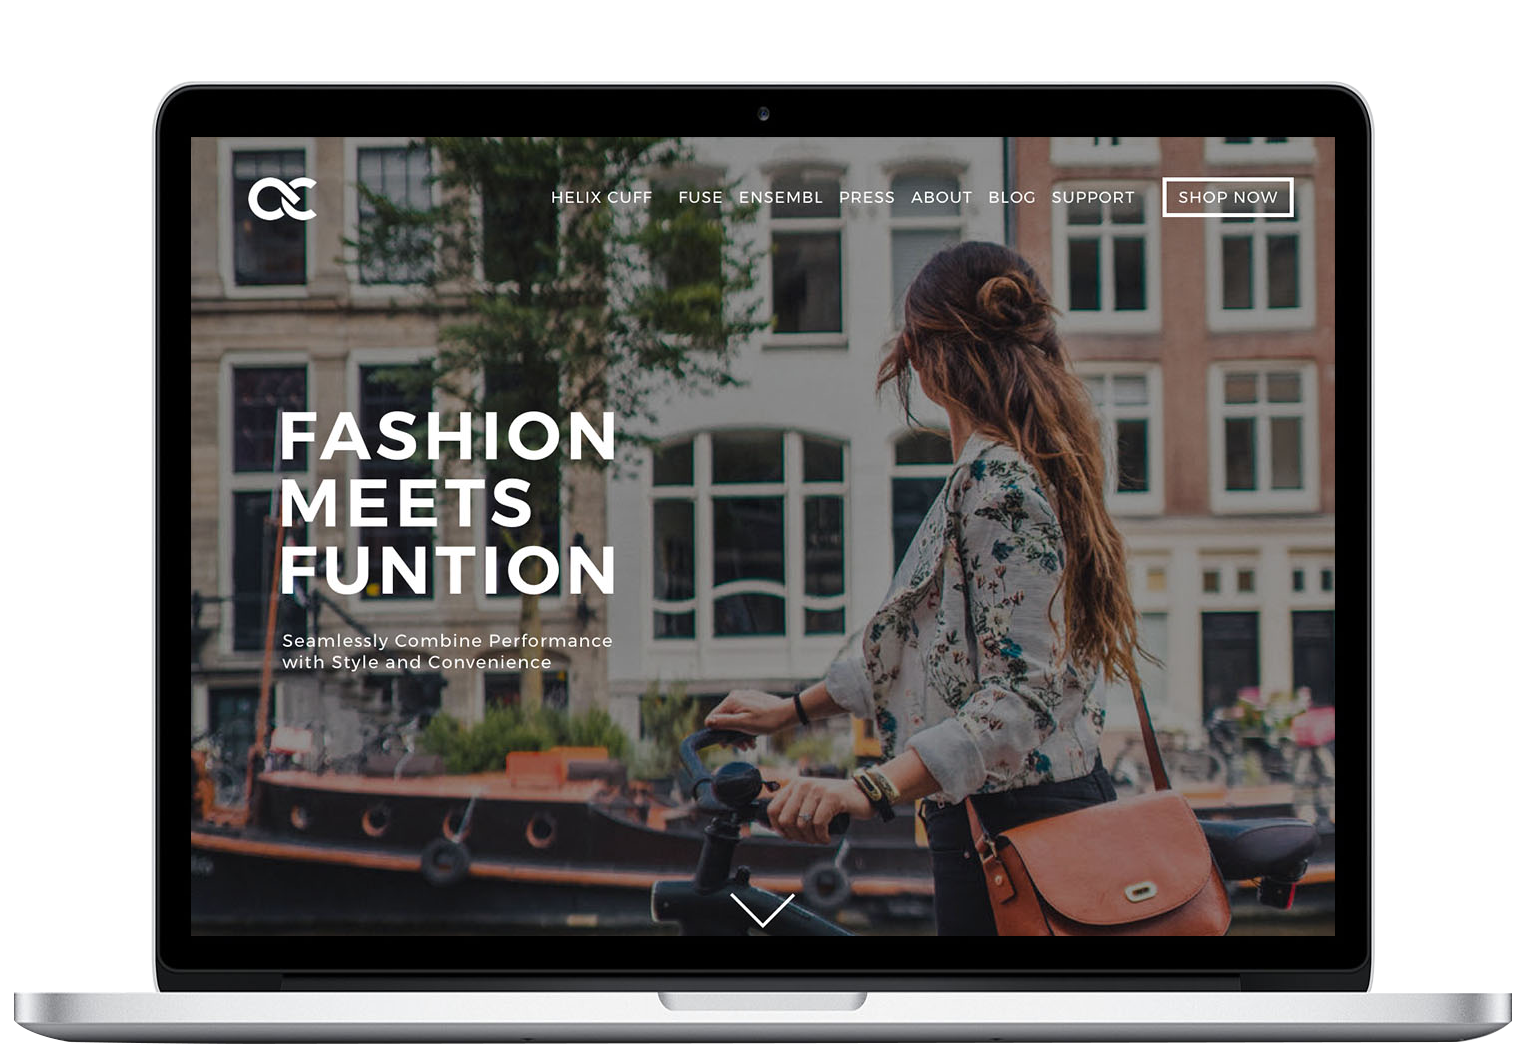 HELIX CUFF FUSE ENSEMBL PRESS ABOUT BLOG SUPPORT SHOP NOW
FASHION
MEETS
FUNTION
Seamlessly Combine Performance
with Style and Convenience